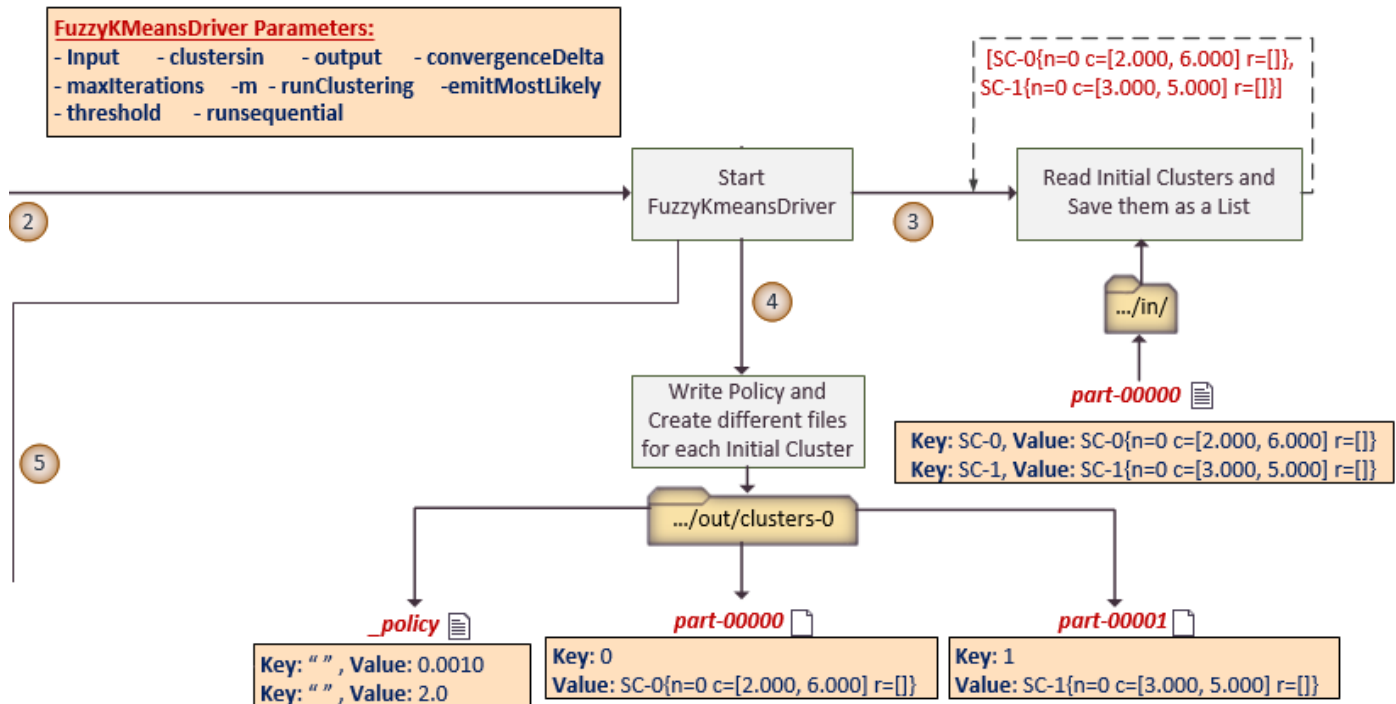 FuzzyKMeansDriver Parameters:
- Input - clustersin - output - convergenceDelta
- maxIterations -m - runClustering -emitMostLikely
- threshold - runsequential
[SC-0{n=0 c=[2.000, 6.000] r=[]},
SC-1{n=0 c=[3.000, 5.000] r=[]}]
Start
FuzzyKmeansDriver
Read Initial Clusters and
Save them as a List
2
3
4
.../in/
part-00000
Key: SC-0, Value: SC-0{n=0 c=[2.000, 6.000] r=[]}
Key: SC-1, Value: SC-1{n=0 c=[3.000, 5.000] r=[]}
Write Policy and
Create different files
for each Initial Cluster
5
.../out/clusters-0
_policy
Key: “ ” , Value: 0.0010
Key: “ ” , Value: 2.0
part-00000
Key: 0
Value: SC-0{n=0 c=[2.000, 6.000] r=[]}
part-00001
Key: 1
Value: SC-1{n=0 c=[3.000, 5.000] r=[]}